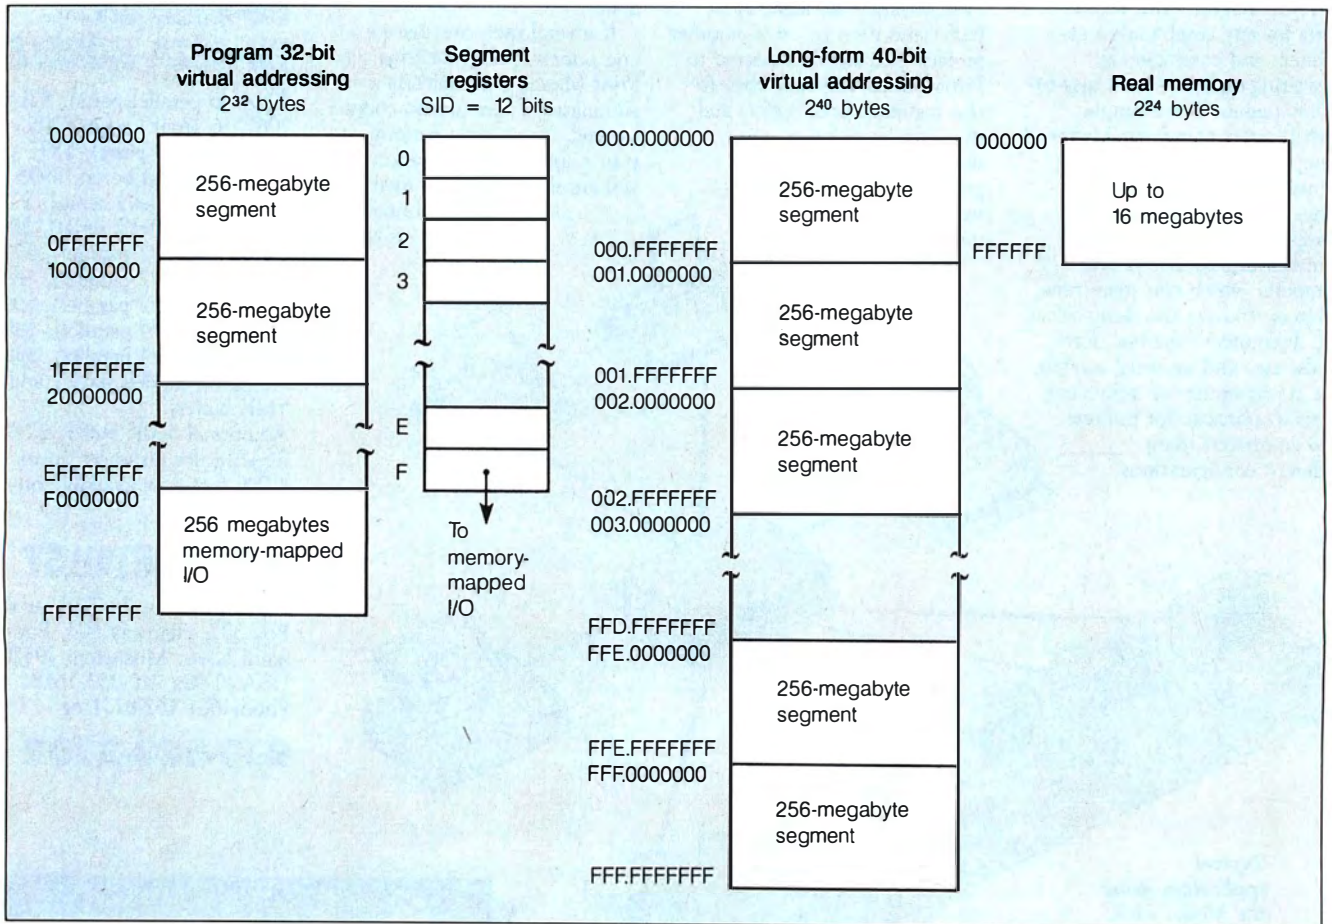 Program 32-bit
virtual addressing
2³² bytes
00000000
256-megabyte
segment
0FFFFFFF
10000000
256-megabyte
segment
1FFFFFFF
20000000
EFFFFFFF
F0000000
256 megabytes
memory-mapped
I/O
FFFFFFFF
Segment
registers
SID = 12 bits
0
1
2
3
E
F
To
memory-
mapped
I/O
Long-form 40-bit
virtual addressing
2⁴⁰ bytes
000.0000000
256-megabyte
segment
000.FFFFFFF
001.0000000
256-megabyte
segment
001.FFFFFFF
002.0000000
256-megabyte
segment
002.FFFFFFF
003.0000000
FFD.FFFFFFF
FFE.0000000
256-megabyte
segment
FFE.FFFFFFF
FFF.0000000
256-megabyte
segment
FFF.FFFFFFF
Real memory
2²⁴ bytes
000000
Up to
16 megabytes
FFFFFF